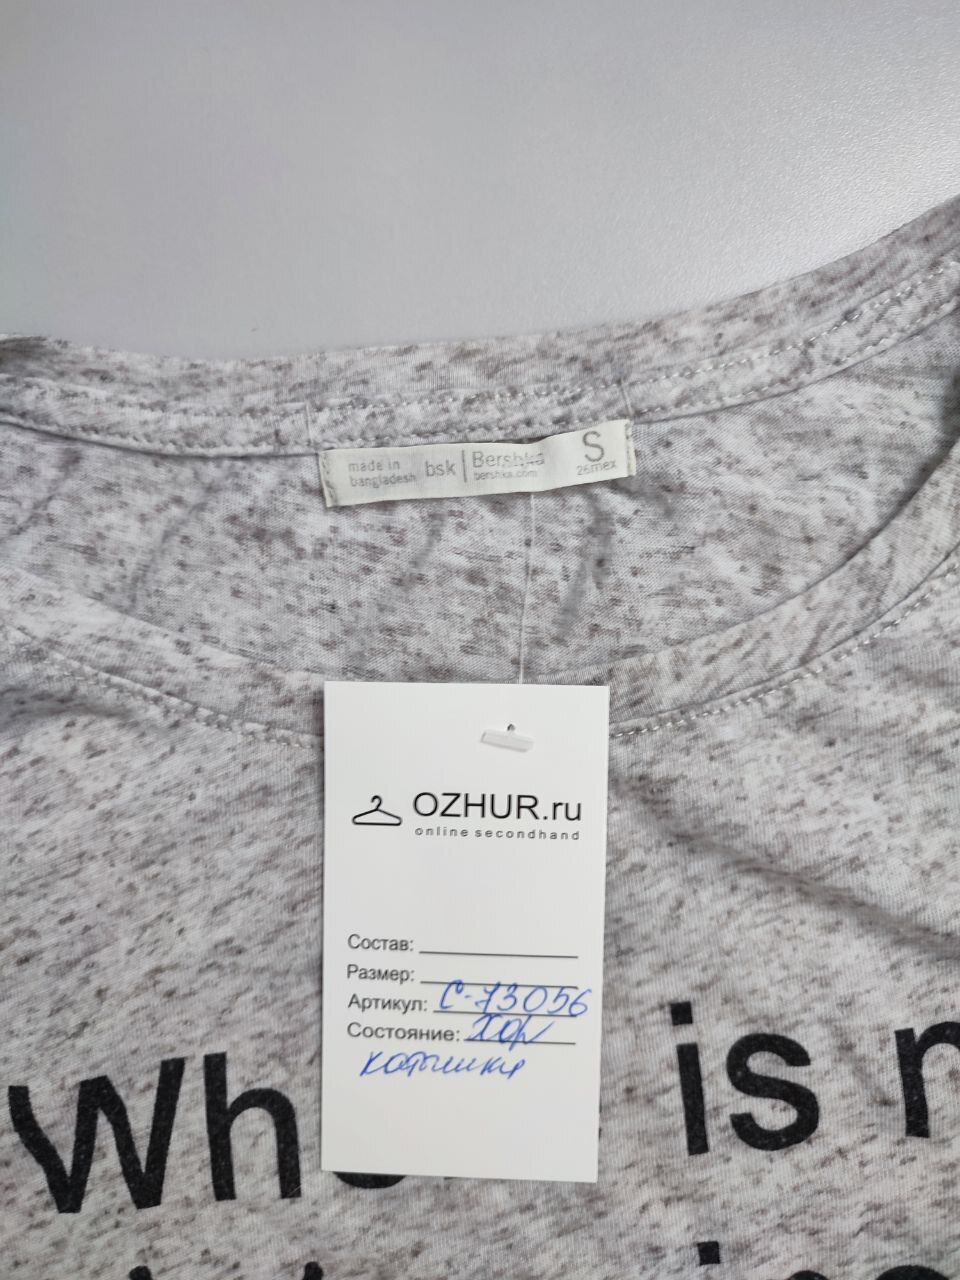 made in
bangladesh
bsk
Bershka
bershka.com
S
26mex
OZHUR.ru
online secondhand
Состав:
Размер:
Артикул: С-73056
Состояние: Хор
катышки
Wh
is